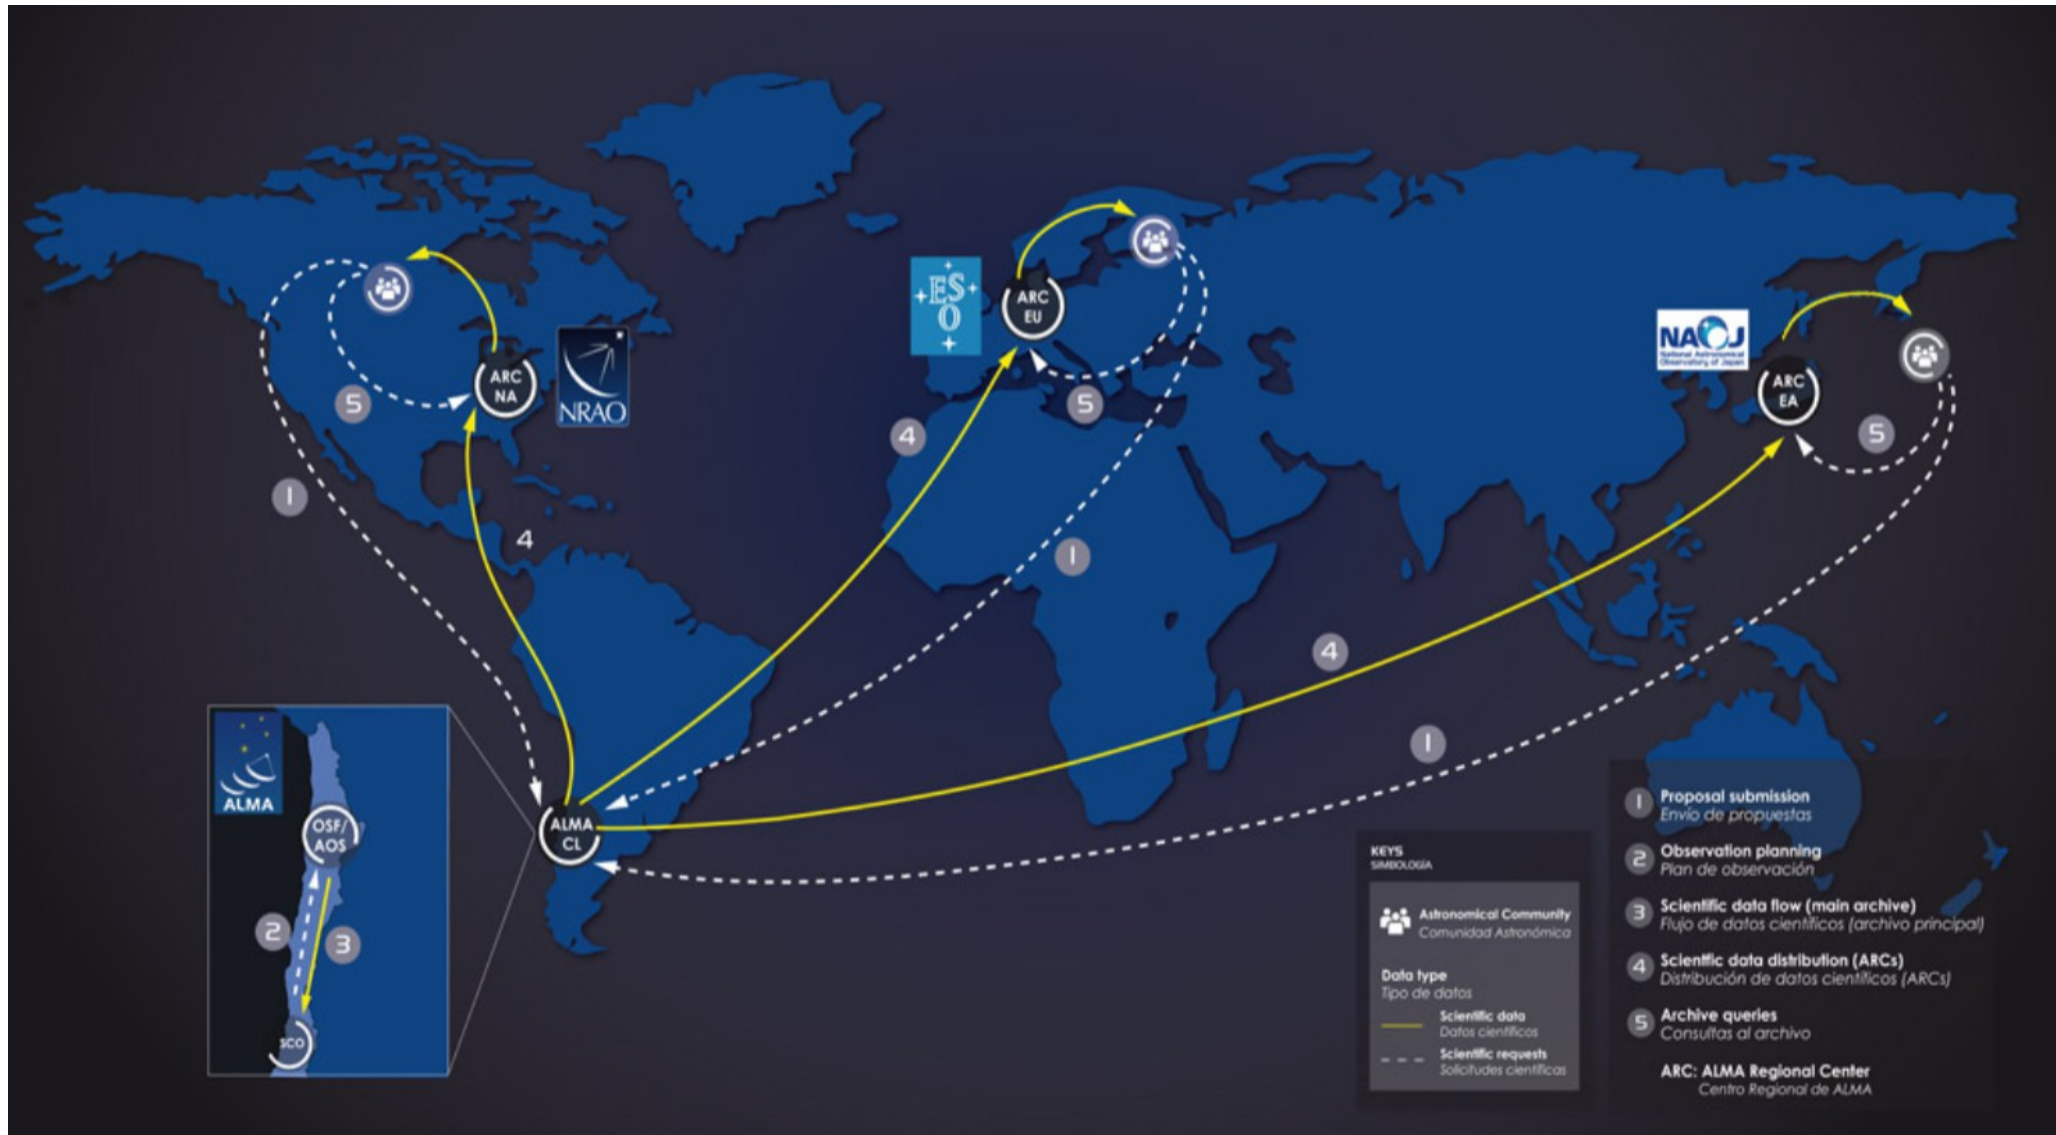 ARC
NA
NRAO
ES
O
ARC
EU
NAOJ
National Astronomical
Observatory of Japan
ARC
EA
5
5
5
1
4
4
1
4
1
ALMA
CL
ALMA
OSF/
AOS
2
3
SCO
KEYS
SIMBOLOGÍA
Astronomical Community
Comunidad Astronómica
Data type
Tipo de datos
Scientific data
Datos científicos
Scientific requests
Solicitudes científicas
1 Proposal submission
Envío de propuestas
2 Observation planning
Plan de observación
3 Scientific data flow (main archive)
Flujo de datos científicos (archivo principal)
4 Scientific data distribution (ARCs)
Distribución de datos científicos (ARCs)
5 Archive queries
Consultas al archivo
ARC: ALMA Regional Center
Centro Regional de ALMA